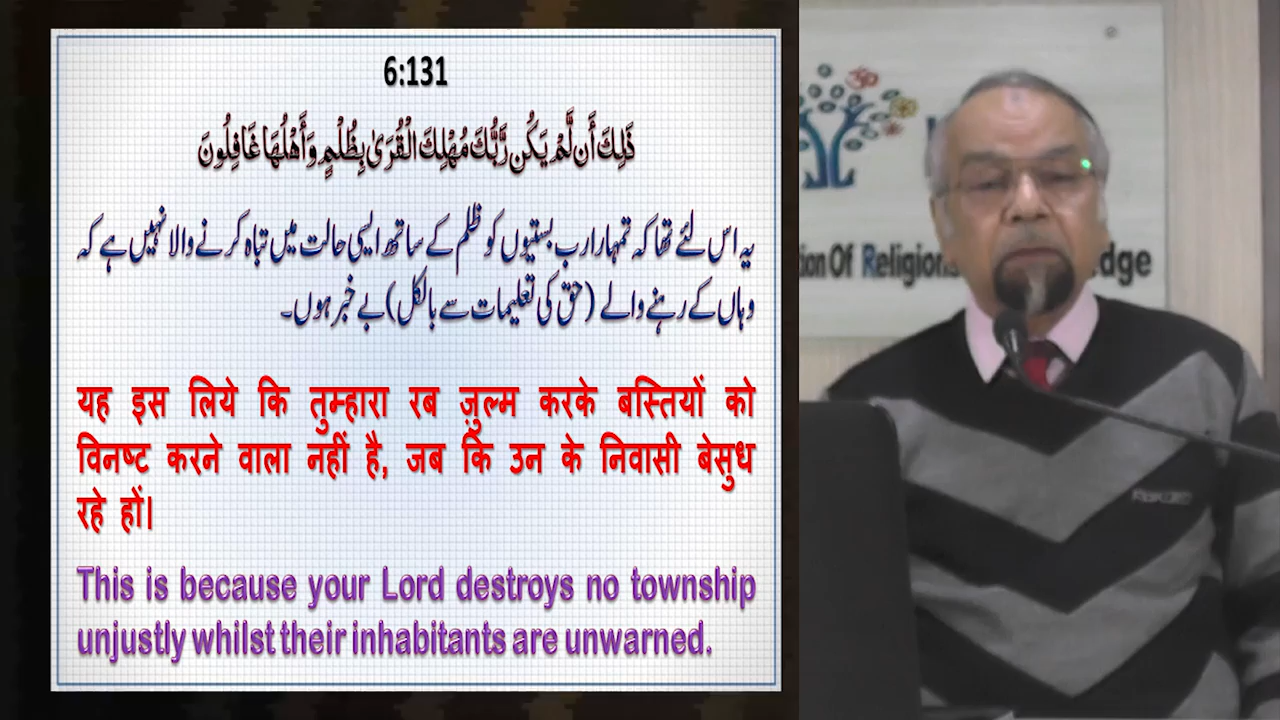 6:131
ذَٰلِكَ أَن لَّمْ يَكُن رَّبُّكَ مُهْلِكَ الْقُرَىٰ بِظُلْمٍ وَأَهْلُهَا غَافِلُونَ
یہ اس لئے تھا کہ تمہارا رب بستیوں کو ظلم کے ساتھ ایسی حالت میں تباہ کرنے والا نہیں ہے کہ
وہاں کے رہنے والے (حق کی تعلیمات سے بالکل) بے خبر ہوں۔
यह इस लिये कि तुम्हारा रब ज़ुल्म करके बस्तियों को
विनष्ट करने वाला नहीं है, जब कि उन के निवासी बेसुध
रहे हों।
This is because your Lord destroys no township
unjustly whilst their inhabitants are unwarned.
Of